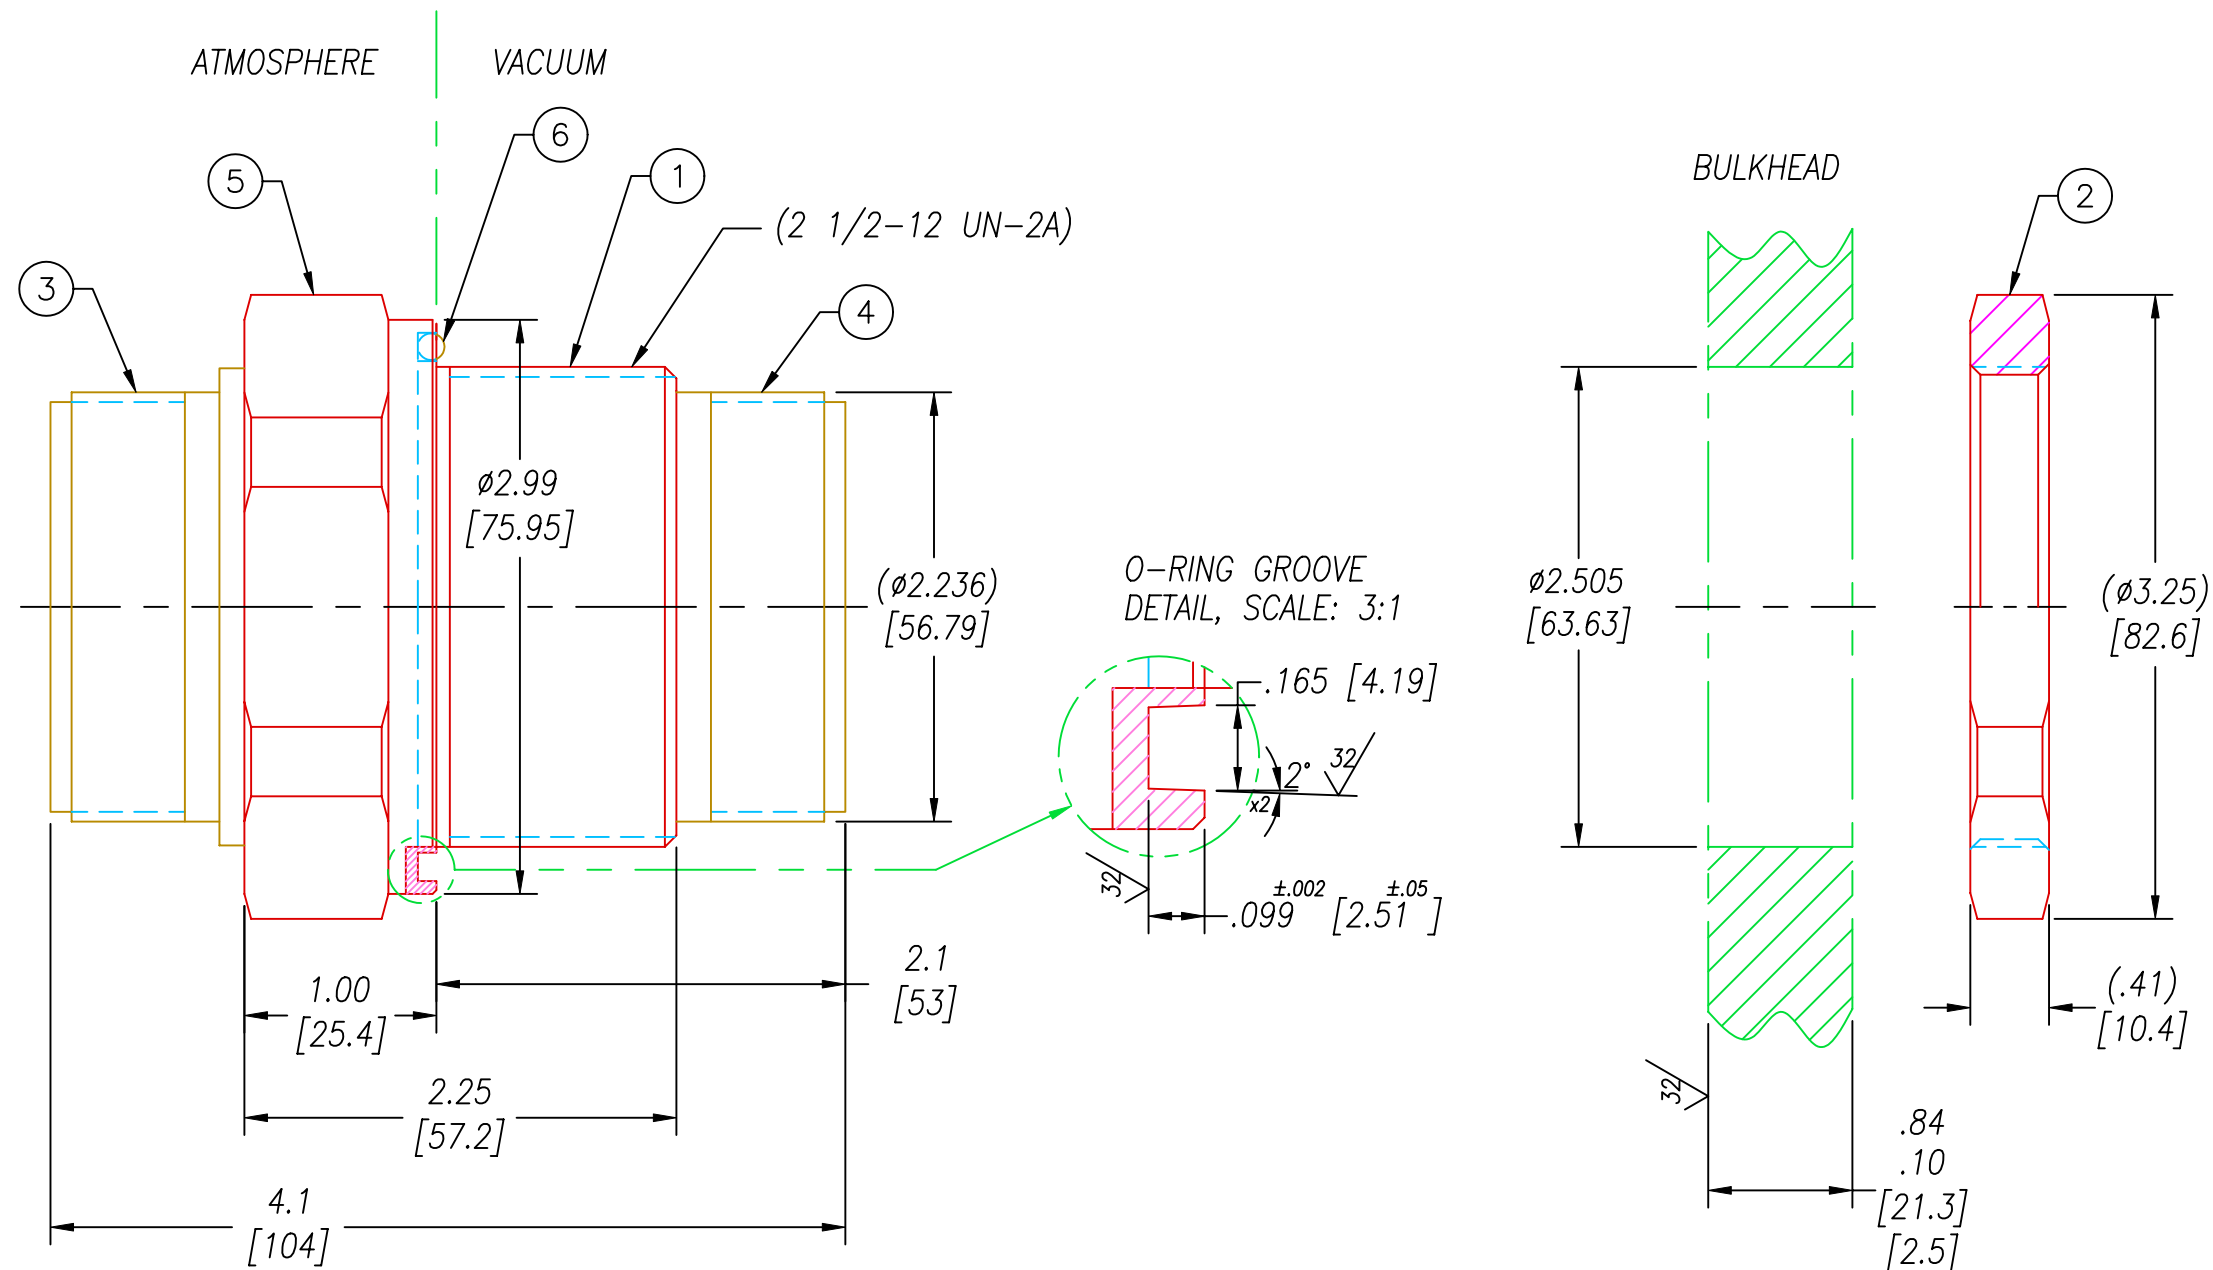 ATMOSPHERE
VACUUM
6
5
1
(2 1/2-12 UN-2A)
3
4
ø2.99
[75.95]
(ø2.236)
[56.79]
1.00
[25.4]
2.1
[53]
2.25
[57.2]
4.1
[104]
O-RING GROOVE
DETAIL, SCALE: 3:1
.165 [4.19]
2°
x2
32
32
.099 ±.002 [2.51 ±.05 ]
BULKHEAD
2
ø2.505
[63.63]
(ø3.25)
[82.6]
(.41)
[10.4]
32
.84
.10
[21.3]
[2.5]